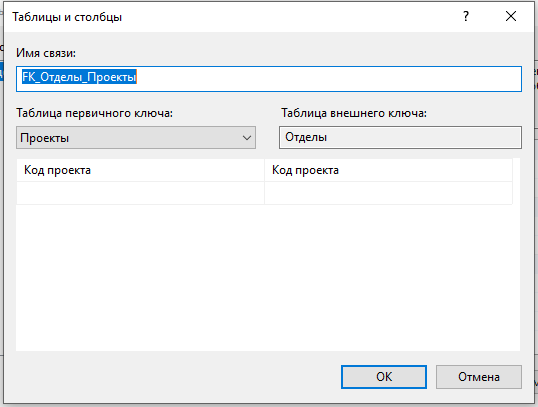 Таблицы и столбцы
?
Имя связи:
FK_Отделы_Проекты
Таблица первичного ключа:
Таблица внешнего ключа:
Проекты
Отделы
Код проекта
Код проекта
OK
Отмена